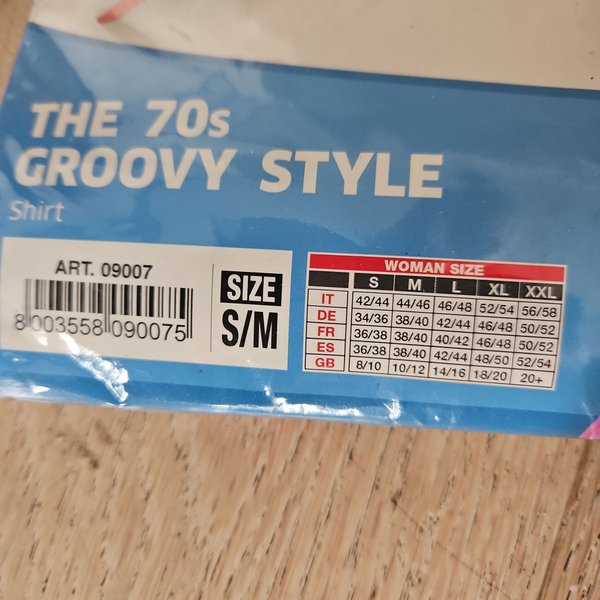 THE 70s
GROOVY STYLE
Shirt
ART. 09007
8 003558 090075
SIZE
S/M
WOMAN SIZE
S M L XL XXL
IT 42/44 44/46 46/48 52/54 56/58
DE 34/36 38/40 42/44 46/48 50/52
FR 36/38 38/40 40/42 46/48 50/52
ES 36/38 38/40 42/44 48/50 52/54
GB 8/10 10/12 14/16 18/20 20+